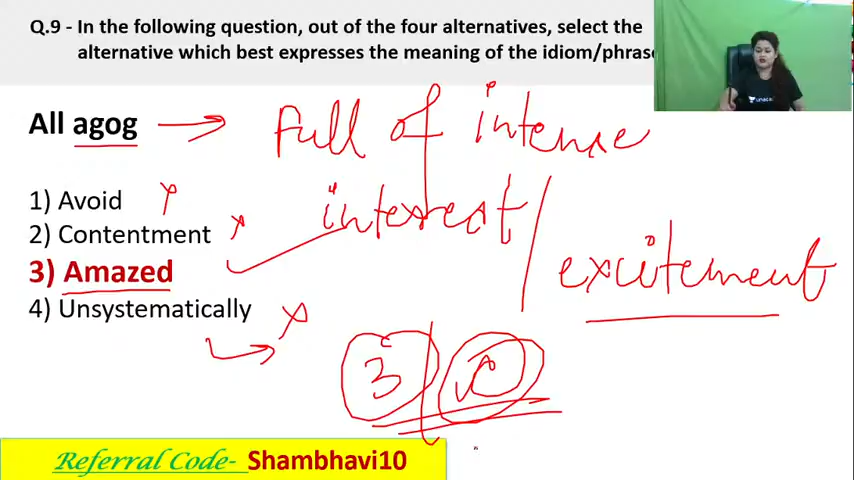 Q.9 - In the following question, out of the four alternatives, select the
alternative which best expresses the meaning of the idiom/phrase
All agog → Full of intense
interest / excitement
1) Avoid x
2) Contentment x
3) Amazed ✓
4) Unsystematically x
3
Referral Code- Shambhavi10